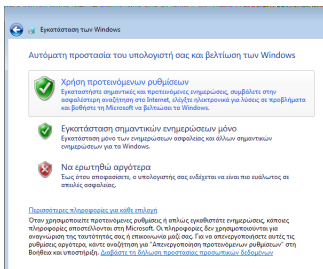 Εγκατάσταση των Windows
Αυτόματη προστασία του υπολογιστή σας και βελτίωση των Windows
Χρήση προτεινόμενων ρυθμίσεων
Εγκαταστήστε σημαντικές και προτεινόμενες ενημερώσεις, συμβάλετε στην
ασφαλέστερη αναζήτηση στο Internet, ελέγξτε ηλεκτρονικά για λύσεις σε προβλήματα
και βοηθήστε τη Microsoft να βελτιώσει τα Windows.
Εγκατάσταση σημαντικών ενημερώσεων μόνο
Εγκατάσταση μόνο των ενημερώσεων ασφαλείας και άλλων σημαντικών
ενημερώσεων για τα Windows.
Να ερωτηθώ αργότερα
Έως ότου αποφασίσετε, ο υπολογιστής σας ενδέχεται να είναι πιο ευάλωτος σε
απειλές ασφαλείας.
Περισσότερες πληροφορίες για κάθε επιλογή
Όταν χρησιμοποιείτε προτεινόμενες ρυθμίσεις ή απλώς εγκαθιστάτε ενημερώσεις, κάποιες
πληροφορίες αποστέλλονται στη Microsoft. Οι πληροφορίες δεν χρησιμοποιούνται για
αναγνώριση της ταυτότητάς σας ή επικοινωνία μαζί σας. Για να απενεργοποιήσετε αυτές τις
ρυθμίσεις αργότερα, κάντε αναζήτηση για "Απενεργοποίηση προτεινόμενων ρυθμίσεων" στη
Βοήθεια και υποστήριξη. Διαβάστε τη δήλωση προστασίας προσωπικών δεδομένων